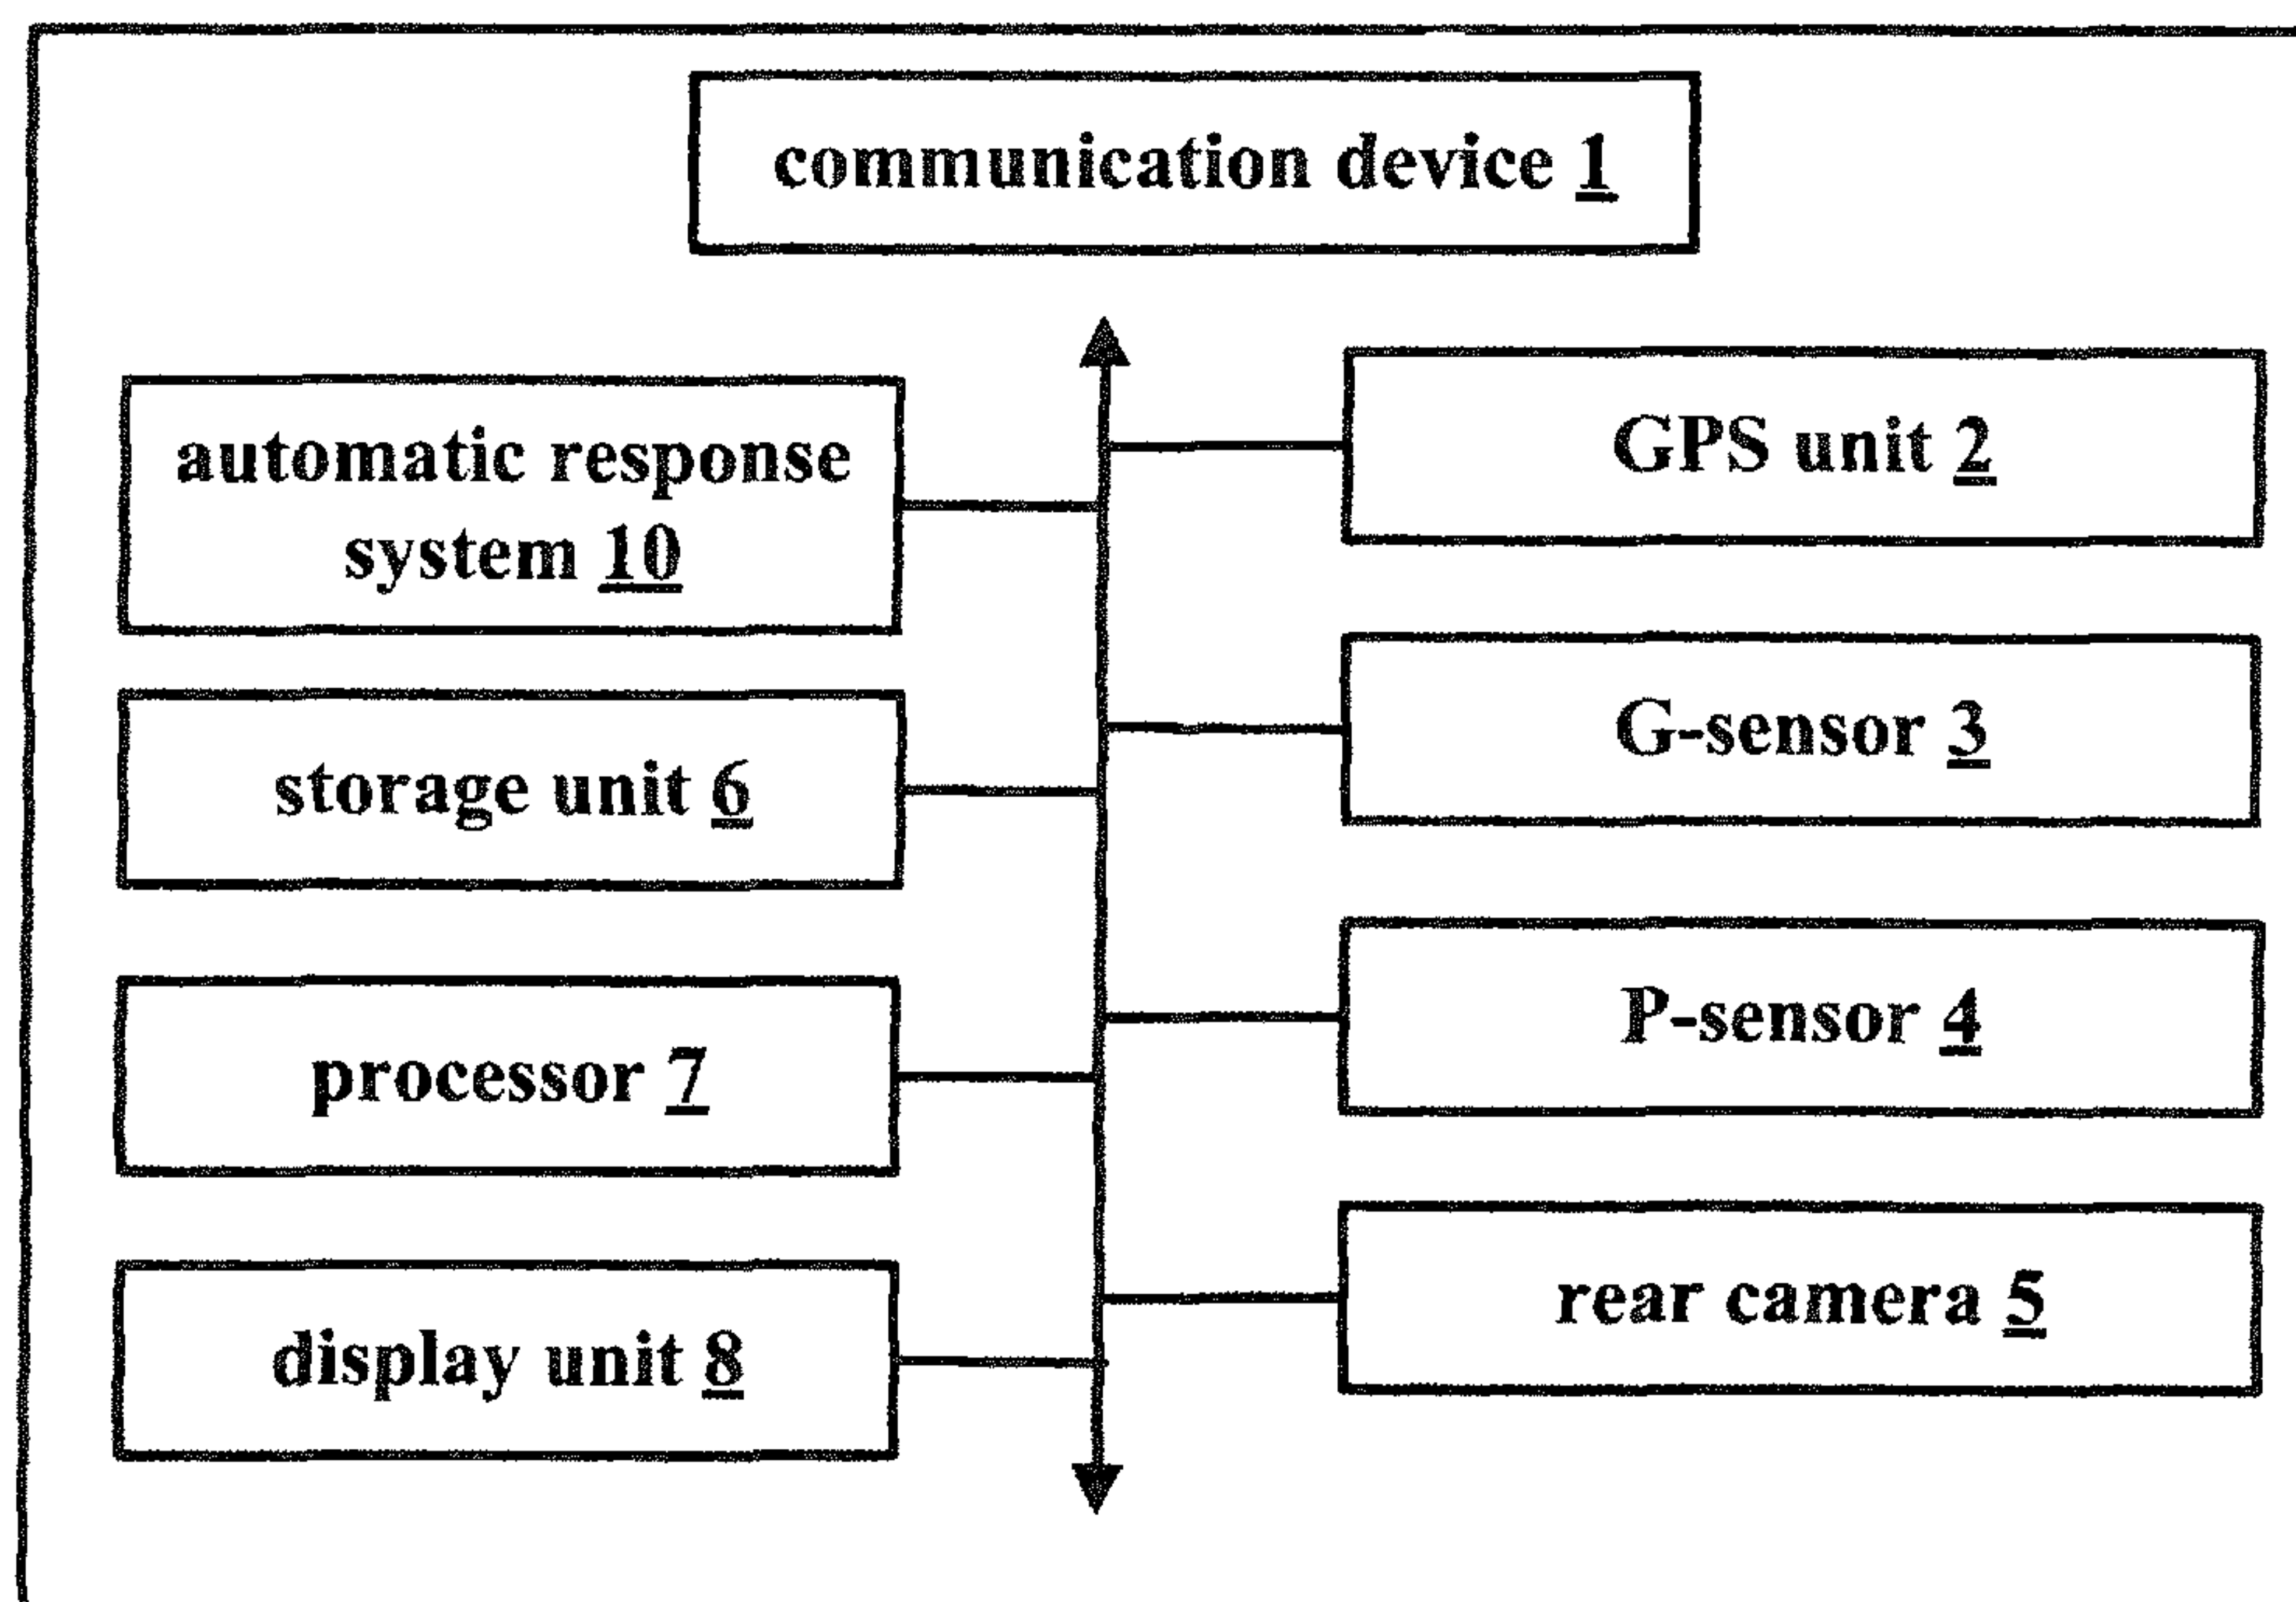 communication device 1
automatic response
system 10
storage unit 6
processor 7
display unit 8
GPS unit 2
G-sensor 3
P-sensor 4
rear camera 5